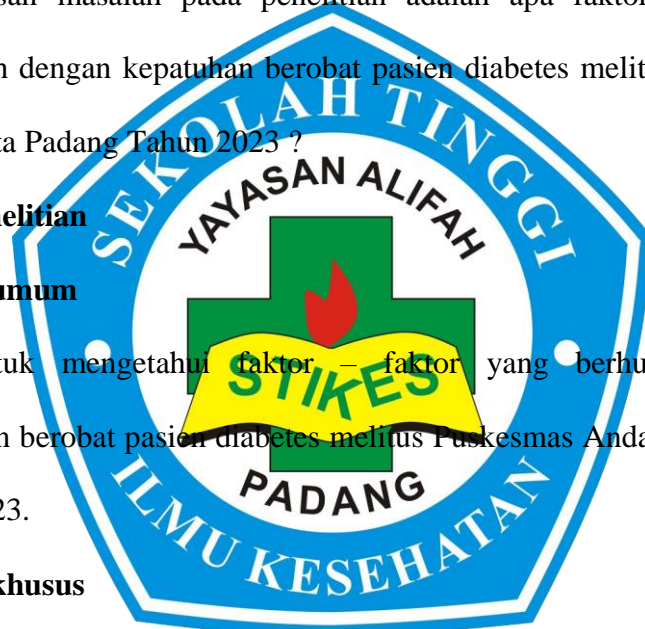 san masalah pada penelitian adalah apa faktor
dengan kepatuhan berobat pasien diabetes melit
ta Padang Tahun 2023 ?
nelitian
umum
tuk mengetahui faktor – faktor yang berhu
n berobat pasien diabetes melitus Puskesmas Anda
23.
khusus
SEKOLAH TINGGI
YAYASAN ALIFAH
STIKES
PADANG
ILMU KESEHATAN